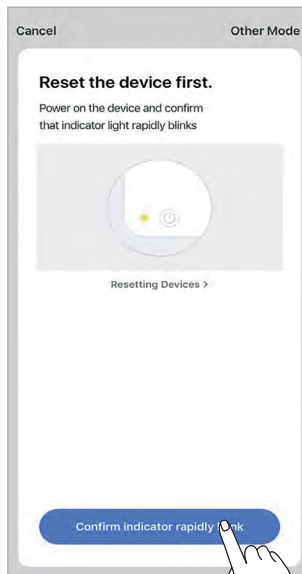 Cancel
Other Mode
Reset the device first.
Power on the device and confirm
that indicator light rapidly blinks
Resetting Devices >
Confirm indicator rapidly